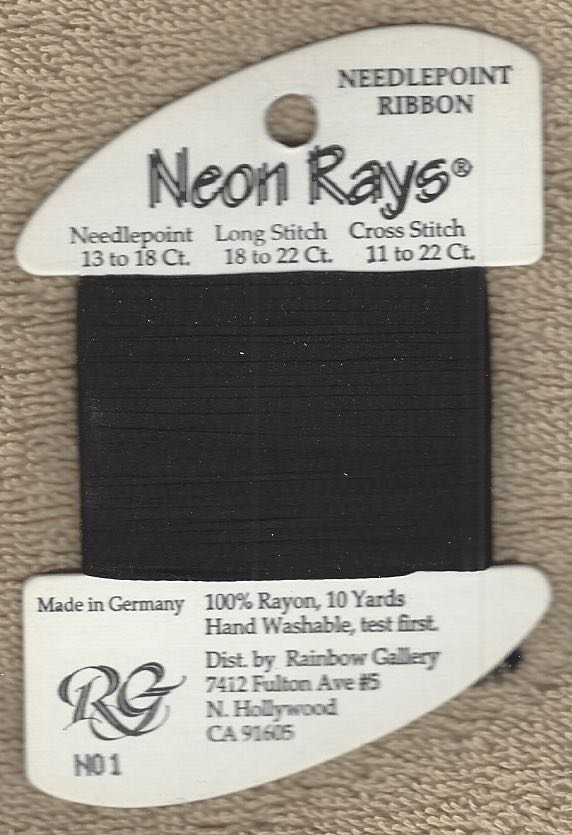 NEEDLEPOINT
RIBBON
Neon Rays®
Needlepoint Long Stitch Cross Stitch
13 to 18 Ct. 18 to 22 Ct. 11 to 22 Ct.
Made in Germany
100% Rayon, 10 Yards
Hand Washable, test first.
Dist. by Rainbow Gallery
7412 Fulton Ave #5
N. Hollywood
CA 91605
RG
N01